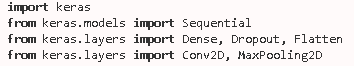 import keras
from keras.models import Sequential
from keras.layers import Dense, Dropout, Flatten
from keras.layers import Conv2D, MaxPooling2D